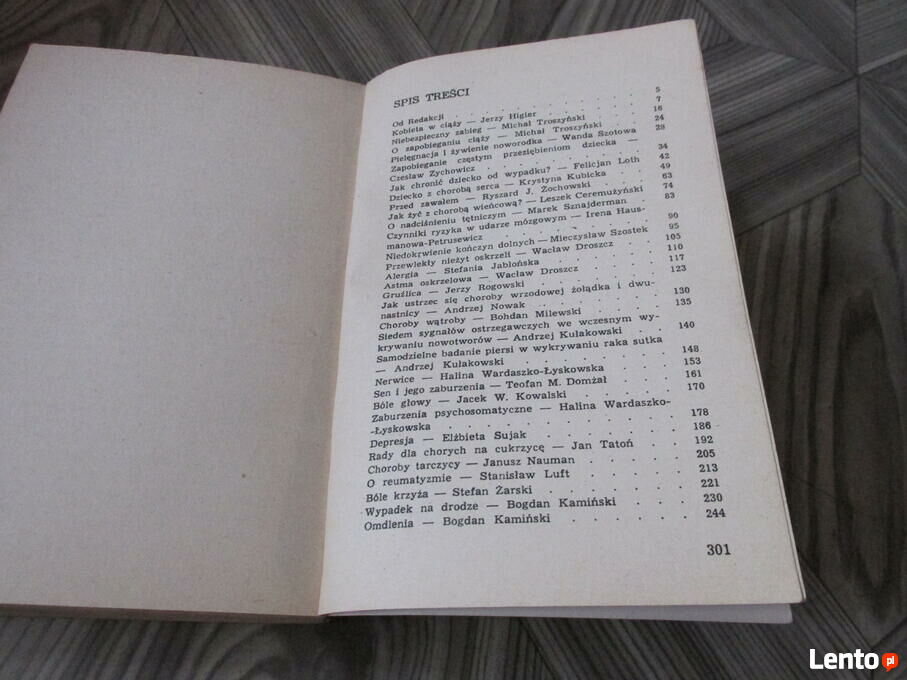 SPIS TREŚCI
Od Redakcji . . . . . . . . . . 5
Kobieta w ciąży — Jerzy Higier . . . . . 7
Niebezpieczny zabieg — Michał Troszyński . . 16
O zapobieganiu ciąży — Michał Troszyński . . 24
Pielęgnacja i żywienie noworodka — Wanda Szotowa 28
Zapobieganie częstym przeziębieniom dziecka —
Czesław Żychowicz . . . . . . . . 34
Jak chronić dziecko od wypadku? — Felicjan Loth 42
Dziecko z chorobą serca — Krystyna Kubicka . 49
Przed zawałem — Ryszard J. Żochowski . . . 63
Jak żyć z chorobą wieńcową? — Leszek Ceremużyński 74
O nadciśnieniu tętniczym — Marek Sznajderman . 83
Czynniki ryzyka w udarze mózgowym — Irena Haus-
manowa-Petrusewicz . . . . . . . . 90
Niedokrwienie kończyn dolnych — Mieczysław Szostek 95
Przewlekły nieżyt oskrzeli — Wacław Droszcz . . 105
Alergia — Stefania Jabłońska . . . . . 110
Astma oskrzelowa — Wacław Droszcz . . . . 117
Gruźlica — Jerzy Rogowski . . . . . . 123
Jak ustrzec się choroby wrzodowej żołądka i dwu-
nastnicy — Andrzej Nowak . . . . . . 130
Choroby wątroby — Bohdan Milewski . . . . 135
Siedem sygnałów ostrzegawczych we wczesnym wy-
krywaniu nowotworów — Andrzej Kułakowski . . 140
Samodzielne badanie piersi w wykrywaniu raka sutka
— Andrzej Kułakowski . . . . . . . 148
Nerwice — Halina Wardaszko-Łyskowska . . . 153
Sen i jego zaburzenia — Teofan M. Domżał . . 161
Bóle głowy — Jacek W. Kowalski . . . . . 170
Zaburzenia psychosomatyczne — Halina Wardaszko-
-Łyskowska . . . . . . . . . . 178
Depresja — Elżbieta Sujak . . . . . . 186
Rady dla chorych na cukrzycę — Jan Tatoń . . 192
Choroby tarczycy — Janusz Nauman . . . . 205
O reumatyzmie — Stanisław Luft . . . . . 213
Bóle krzyża — Stefan Żarski . . . . . . 221
Wypadek na drodze — Bogdan Kamiński . . . 230
Omdlenia — Bogdan Kamiński . . . . . . 244
301
Lento pl